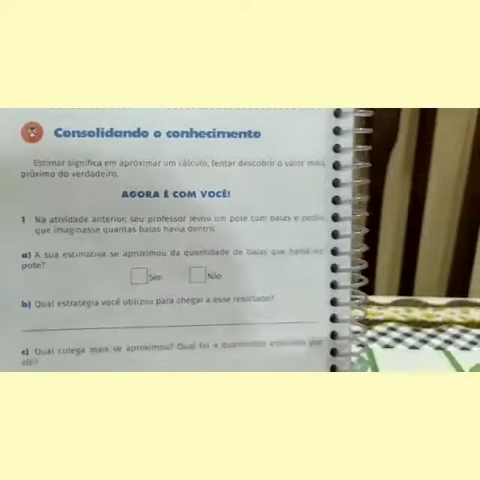 Consolidando o conhecimento
Estimar significa em aproximar um cálculo, tentar descobrir o valor mais
próximo do verdadeiro.
AGORA É COM VOCÊ!
1 Na atividade anterior, seu professor levou um pote com balas e pediu
que imaginasse quantas balas havia dentro.
a) A sua estimativa se aproximou da quantidade de balas que havia no
pote?
Sim Não
b) Qual estratégia você utilizou para chegar a esse resultado?
c) Qual colega mais se aproximou? Qual foi a quantidade estimada por
ele?